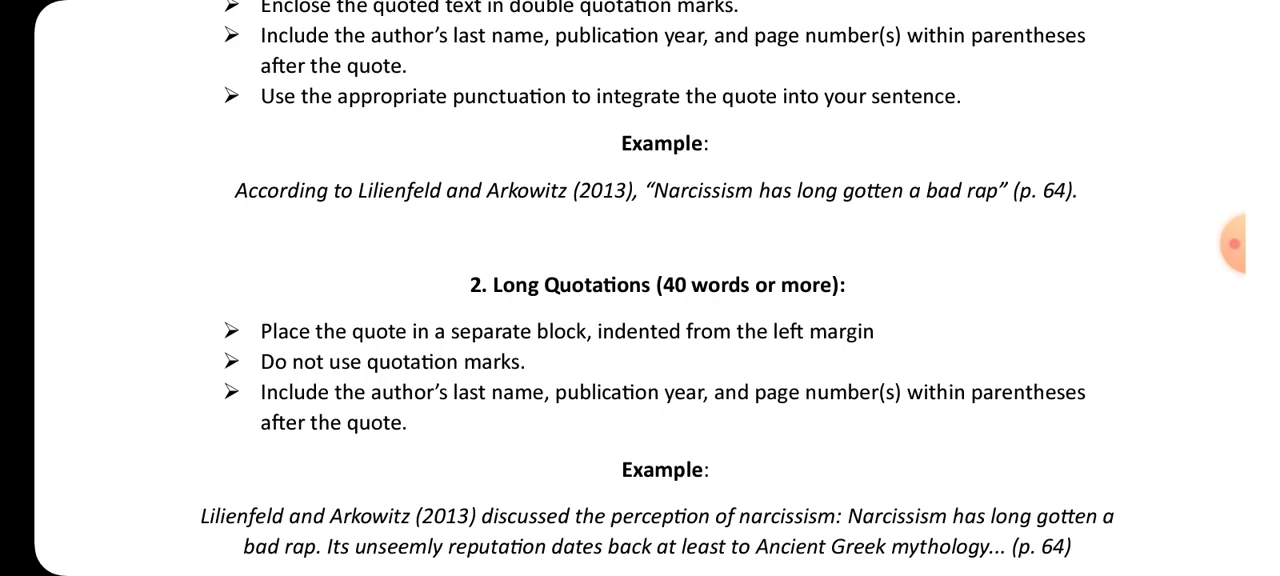 ➤ Enclose the quoted text in double quotation marks.
➤ Include the author’s last name, publication year, and page number(s) within parentheses
after the quote.
➤ Use the appropriate punctuation to integrate the quote into your sentence.
Example:
According to Lilienfeld and Arkowitz (2013), “Narcissism has long gotten a bad rap” (p. 64).
2. Long Quotations (40 words or more):
➤ Place the quote in a separate block, indented from the left margin
➤ Do not use quotation marks.
➤ Include the author’s last name, publication year, and page number(s) within parentheses
after the quote.
Example:
Lilienfeld and Arkowitz (2013) discussed the perception of narcissism: Narcissism has long gotten a
bad rap. Its unseemly reputation dates back at least to Ancient Greek mythology... (p. 64)